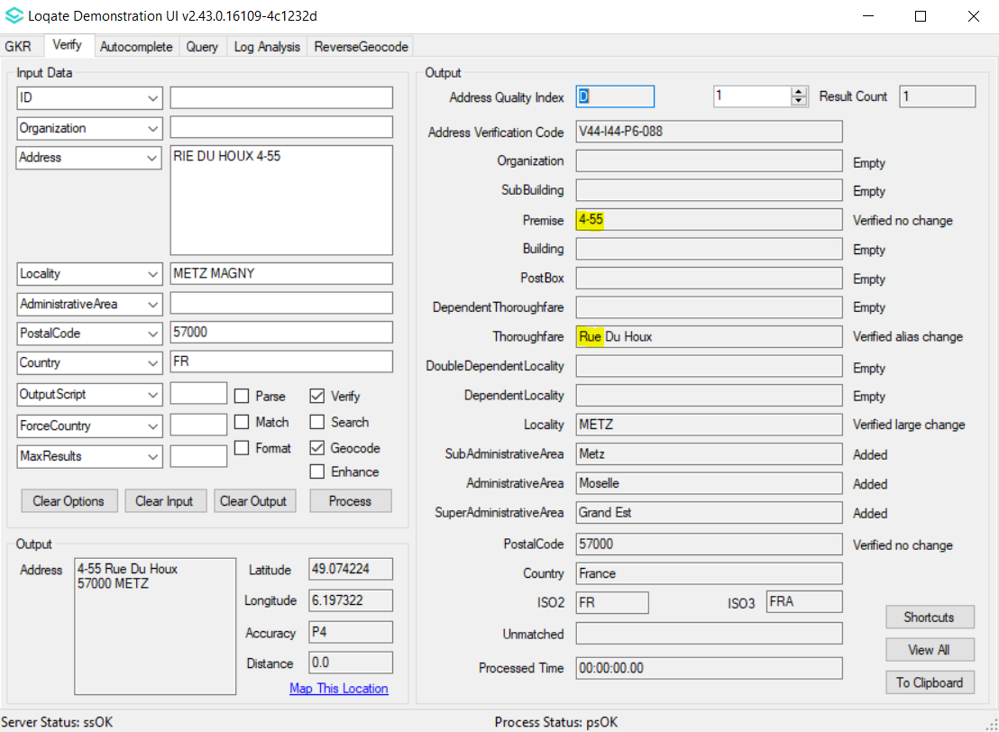 Loqate Demonstration UI v2.43.0.16109-4c1232d
GKR Verify Autocomplete Query Log Analysis ReverseGeocode
Input Data
ID
Organization
Address RIE DU HOUX 4-55
Locality METZ MAGNY
AdministrativeArea
PostalCode 57000
Country FR
OutputScript Parse Verify
ForceCountry Match Search
MaxResults Format Geocode
Enhance
Clear Options Clear Input Clear Output Process
Output
Address 4-55 Rue Du Houx
57000 METZ
Latitude 49.074224
Longitude 6.197322
Accuracy P4
Distance 0.0
Map This Location
Output
Address Quality Index D 1 Result Count 1
Address Verification Code V44-I44-P6-088
Organization Empty
SubBuilding Empty
Premise 4-55 Verified no change
Building Empty
PostBox Empty
DependentThoroughfare Empty
Thoroughfare Rue Du Houx Verified alias change
DoubleDependentLocality Empty
DependentLocality Empty
Locality METZ Verified large change
SubAdministrativeArea Metz Added
AdministrativeArea Moselle Added
SuperAdministrativeArea Grand Est Added
PostalCode 57000 Verified no change
Country France
ISO2 FR ISO3 FRA
Unmatched
Processed Time 00:00:00.00
Shortcuts
View All
To Clipboard
Server Status: ssOK Process Status: psOK